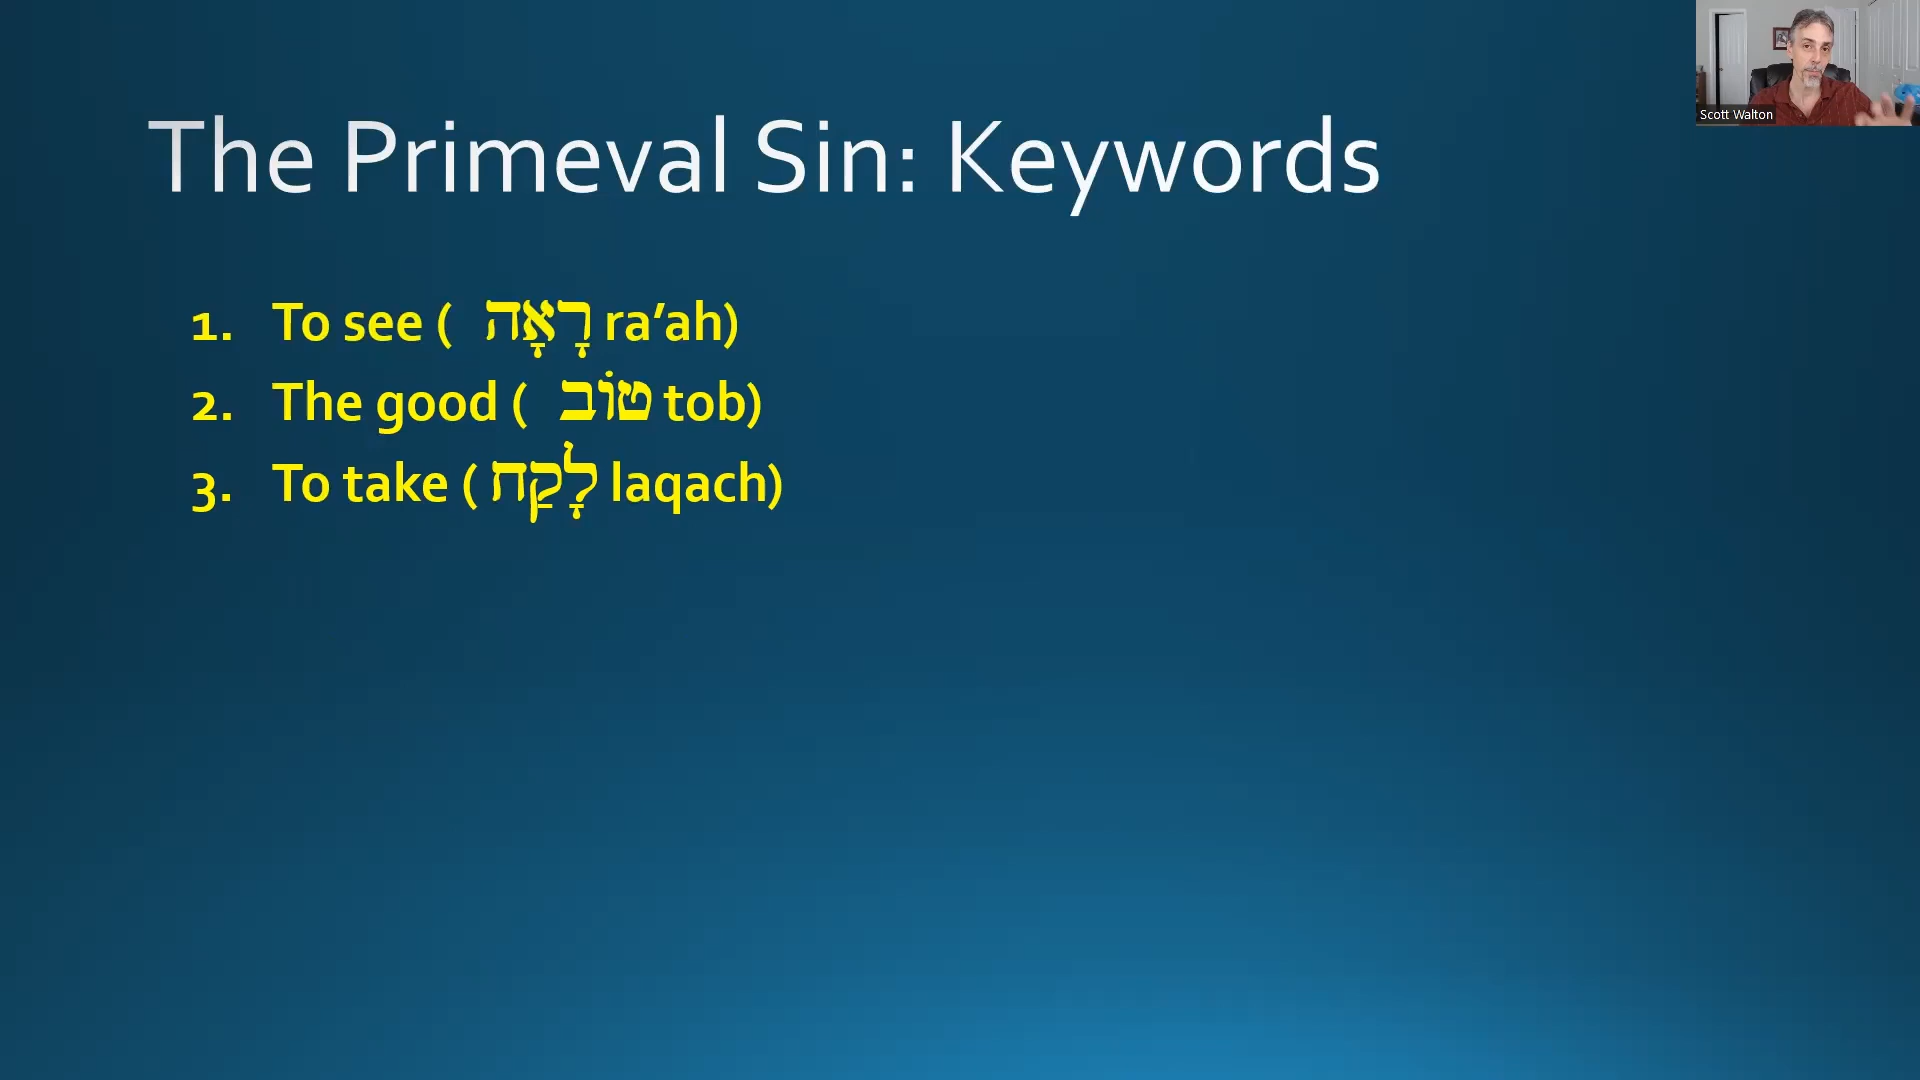 The Primeval Sin: Keywords
Scott Walton
1. To see ( רָאָה ra’ah)
2. The good ( טוֹב tob)
3. To take ( לָקַח laqach)